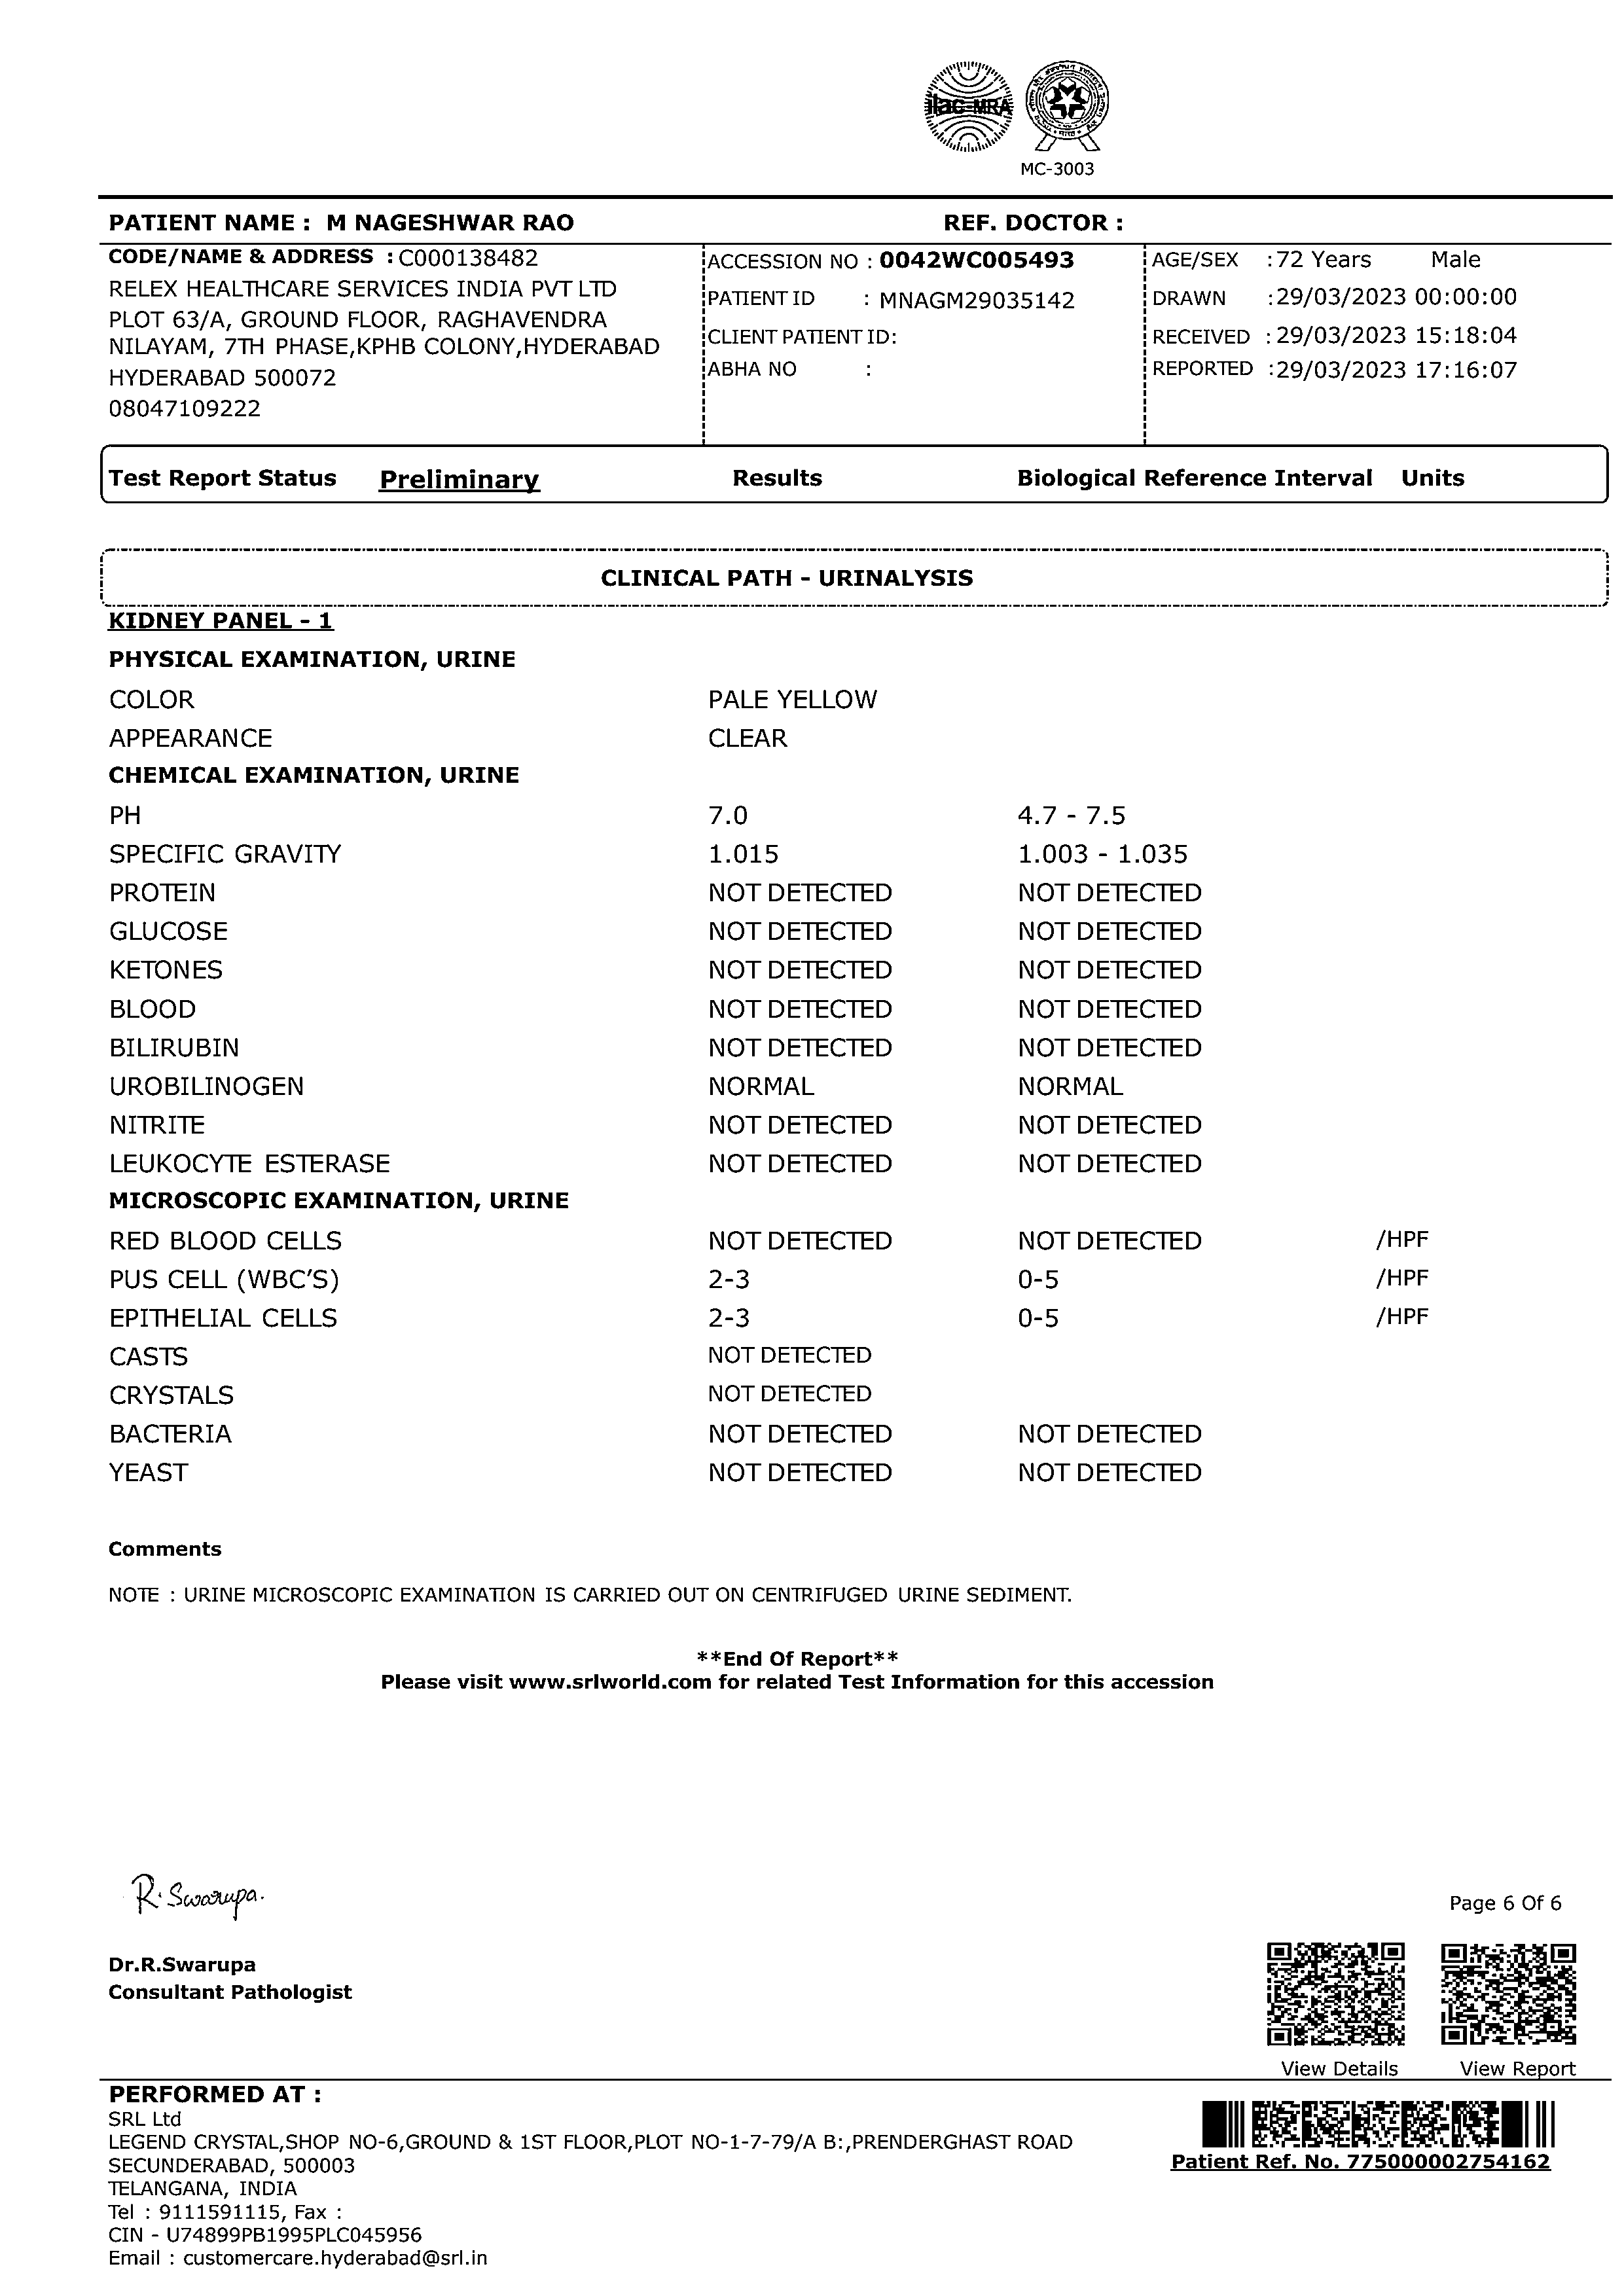 ilac-MRA
MC-3003
PATIENT NAME : M NAGESHWAR RAO REF. DOCTOR :
CODE/NAME & ADDRESS : C000138482
RELEX HEALTHCARE SERVICES INDIA PVT LTD
PLOT 63/A, GROUND FLOOR, RAGHAVENDRA
NILAYAM, 7TH PHASE,KPHB COLONY,HYDERABAD
HYDERABAD 500072
08047109222
ACCESSION NO : 0042WC005493
PATIENT ID : MNAGM29035142
CLIENT PATIENT ID:
ABHA NO :
AGE/SEX : 72 Years Male
DRAWN : 29/03/2023 00:00:00
RECEIVED : 29/03/2023 15:18:04
REPORTED : 29/03/2023 17:16:07
Test Report Status Preliminary Results Biological Reference Interval Units
CLINICAL PATH - URINALYSIS
KIDNEY PANEL - 1
PHYSICAL EXAMINATION, URINE
COLOR PALE YELLOW
APPEARANCE CLEAR
CHEMICAL EXAMINATION, URINE
PH 7.0 4.7 - 7.5
SPECIFIC GRAVITY 1.015 1.003 - 1.035
PROTEIN NOT DETECTED NOT DETECTED
GLUCOSE NOT DETECTED NOT DETECTED
KETONES NOT DETECTED NOT DETECTED
BLOOD NOT DETECTED NOT DETECTED
BILIRUBIN NOT DETECTED NOT DETECTED
UROBILINOGEN NORMAL NORMAL
NITRITE NOT DETECTED NOT DETECTED
LEUKOCYTE ESTERASE NOT DETECTED NOT DETECTED
MICROSCOPIC EXAMINATION, URINE
RED BLOOD CELLS NOT DETECTED NOT DETECTED /HPF
PUS CELL (WBC'S) 2-3 0-5 /HPF
EPITHELIAL CELLS 2-3 0-5 /HPF
CASTS NOT DETECTED
CRYSTALS NOT DETECTED
BACTERIA NOT DETECTED NOT DETECTED
YEAST NOT DETECTED NOT DETECTED
Comments
NOTE : URINE MICROSCOPIC EXAMINATION IS CARRIED OUT ON CENTRIFUGED URINE SEDIMENT.
**End Of Report**
Please visit www.srlworld.com for related Test Information for this accession
R. Swarupa.
Page 6 Of 6
Dr.R.Swarupa
Consultant Pathologist
View Details View Report
PERFORMED AT :
SRL Ltd
LEGEND CRYSTAL,SHOP NO-6,GROUND & 1ST FLOOR,PLOT NO-1-7-79/A B:,PRENDERGHAST ROAD
SECUNDERABAD, 500003
TELANGANA, INDIA
Tel : 9111591115, Fax :
CIN - U74899PB1995PLC045956
Email : customercare.hyderabad@srl.in
Patient Ref. No. 775000002754162